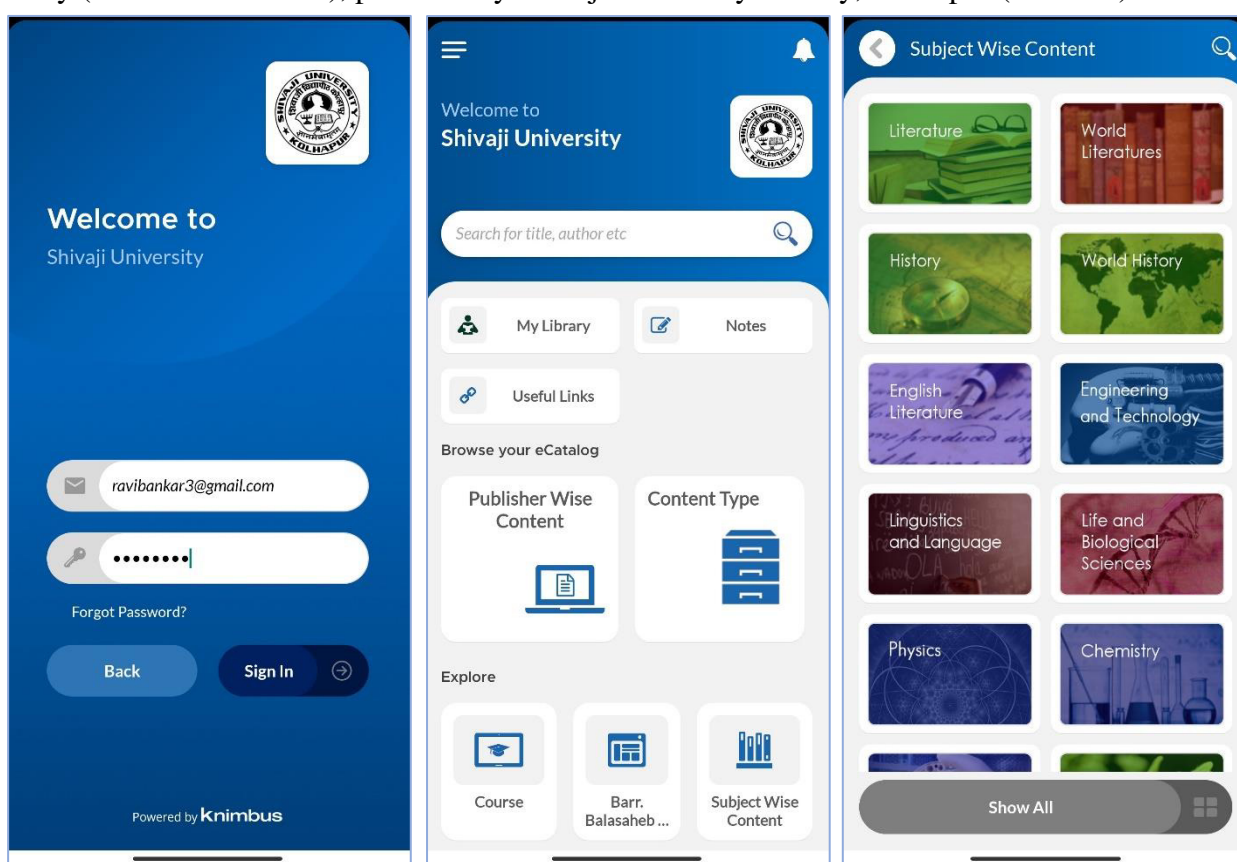 Welcome to
Shivaji University
ravibankar3@gmail.com
Forgot Password?
Back
Sign In
Powered by Knimbus
Welcome to
Shivaji University
Search for title, author etc
My Library
Notes
Useful Links
Browse your eCatalog
Publisher Wise
Content
Content Type
Explore
Course
Barr.
Balasaheb ...
Subject Wise
Content
Subject Wise Content
Literature
World
Literatures
History
World History
English
Literature
Engineering
and Technology
Linguistics
and Language
Life and
Biological
Sciences
Physics
Chemistry
Show All